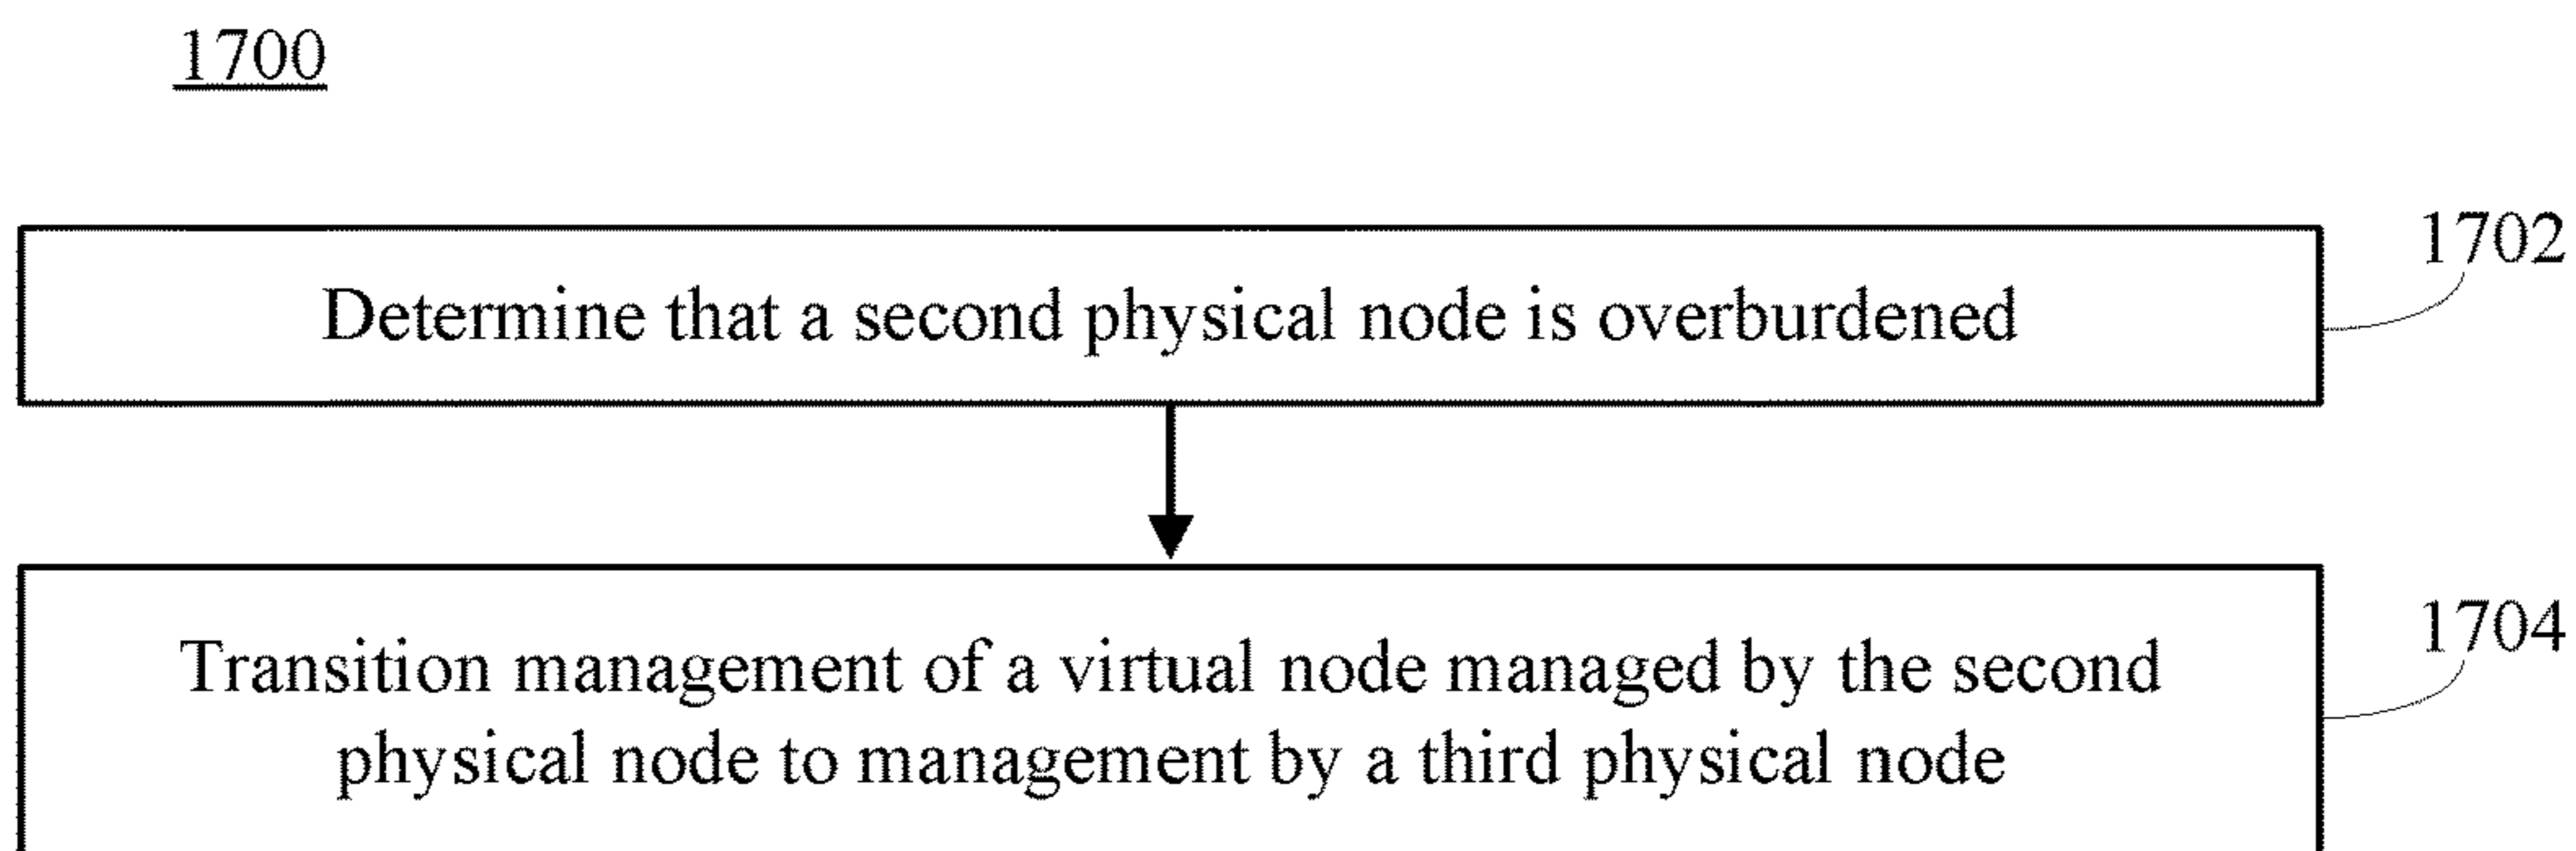 1700
1702
Determine that a second physical node is overburdened
1704
Transition management of a virtual node managed by the second
physical node to management by a third physical node